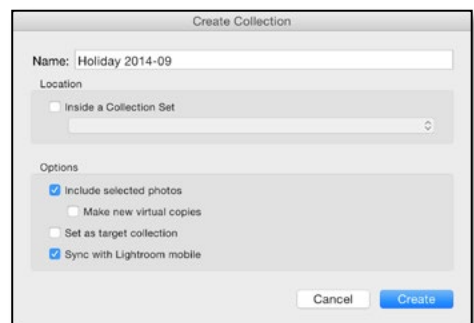 Create Collection
Name: Holiday 2014-09
Location
Inside a Collection Set
Options
Include selected photos
Make new virtual copies
Set as target collection
Sync with Lightroom mobile
Cancel Create